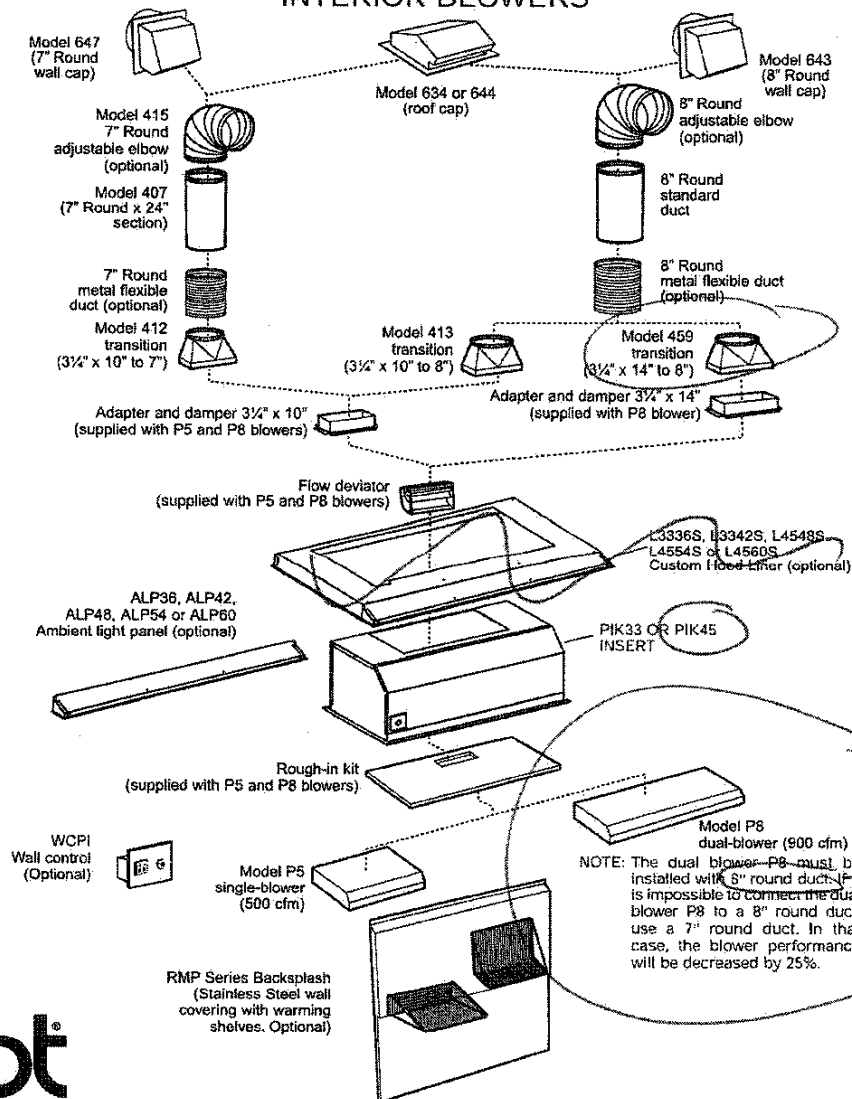 INTERIOR BLOWERS
Model 647
(7" Round
wall cap)
Model 634 or 644
(roof cap)
Model 643
(8" Round
wall cap)
Model 415
7" Round
adjustable elbow
(optional)
8" Round
adjustable elbow
(optional)
Model 407
(7" Round x 24"
section)
8" Round
standard
duct
7" Round
metal flexible
duct (optional)
8" Round
metal flexible duct
(optional)
Model 412
transition
(3¼" x 10" to 7")
Model 413
transition
(3¼" x 10" to 8")
Model 459
transition
(3¼" x 14" to 8")
Adapter and damper 3¼" x 10"
(supplied with P5 and P8 blowers)
Adapter and damper 3¼" x 14"
(supplied with P8 blower)
Flow deviator
(supplied with P5 and P8 blowers)
L3336S, L3342S, L4548S
L4554S or L4560S
Custom Hood Liner (optional)
ALP36, ALP42,
ALP48, ALP54 or ALP60
Ambient light panel (optional)
PIK33 OR PIK45
INSERT
Rough-in kit
(supplied with P5 and P8 blowers)
WCPI
Wall control
(Optional)
Model P5
single-blower
(500 cfm)
Model P8
dual-blower (900 cfm)
NOTE: The dual blower P8 must b
installed with 8" round duct. If
is impossible to connect the dua
blower P8 to a 8" round duc
use a 7" round duct. In tha
case, the blower performanc
will be decreased by 25%.
RMP Series Backsplash
(Stainless Steel wall
covering with warming
shelves. Optional)